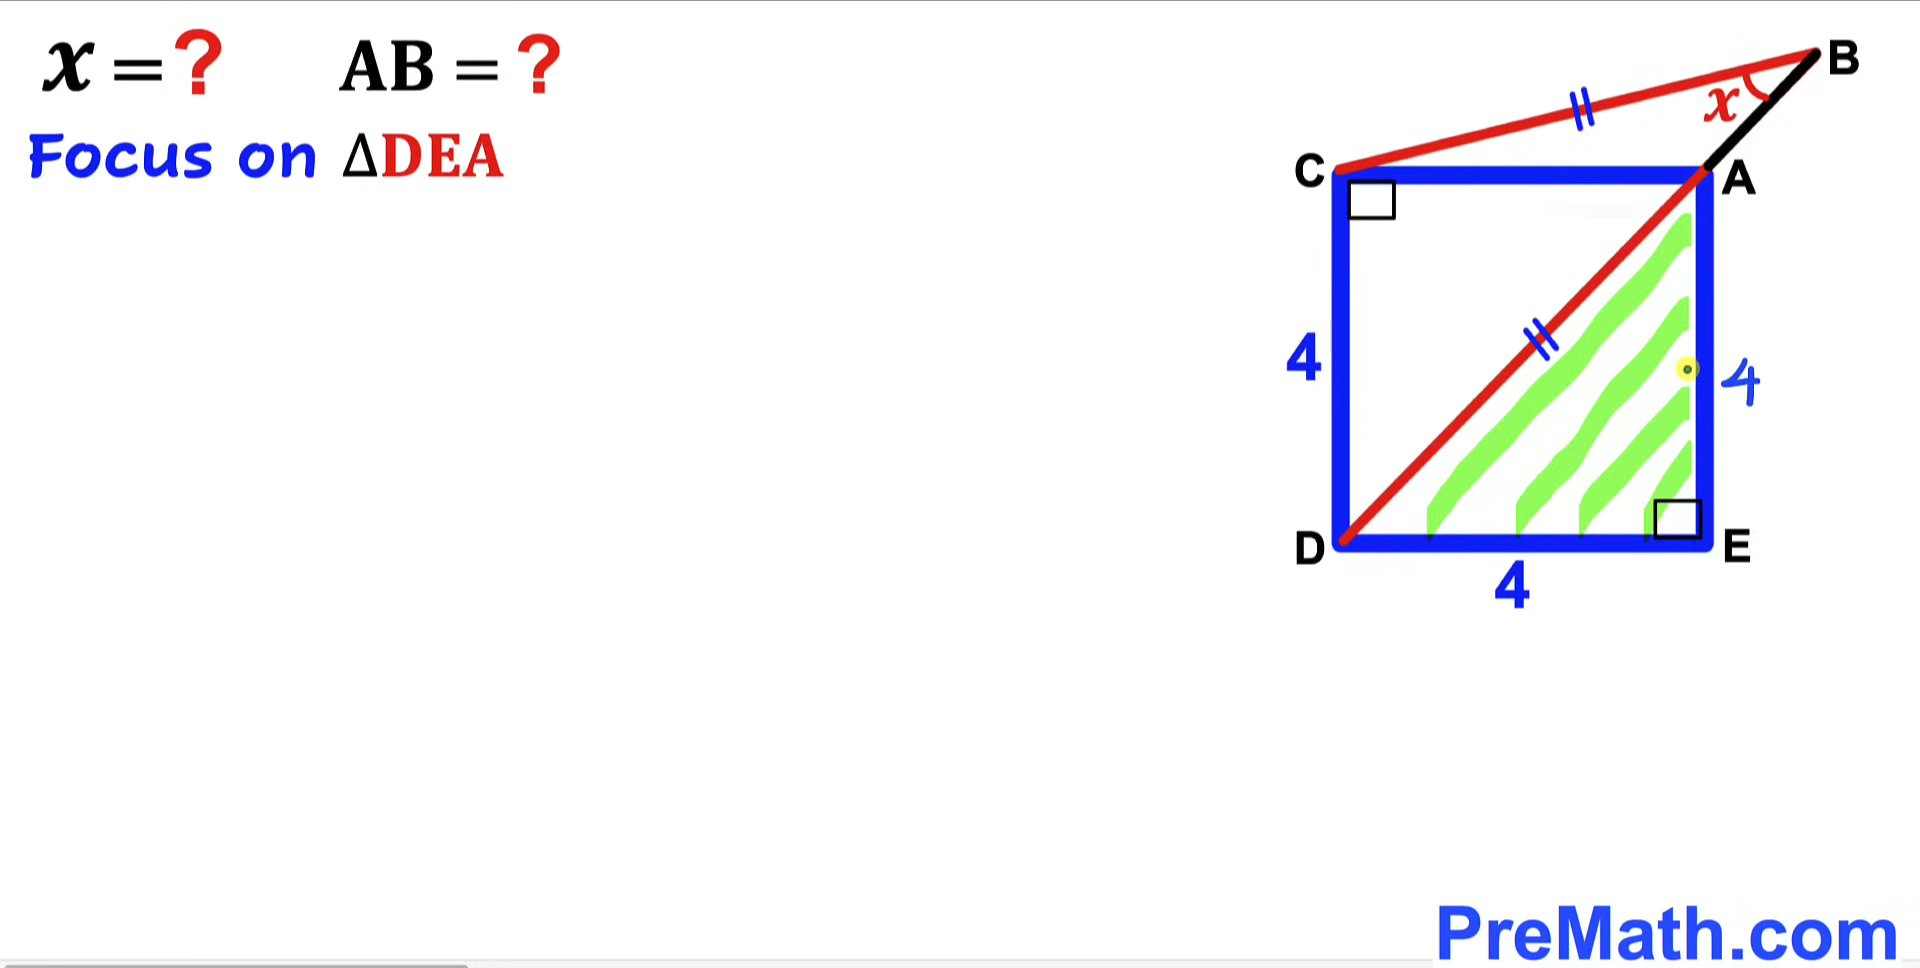 x = ? AB = ?
Focus on ΔDEA
B
x
C
A
4
4
D
E
4
PreMath.com